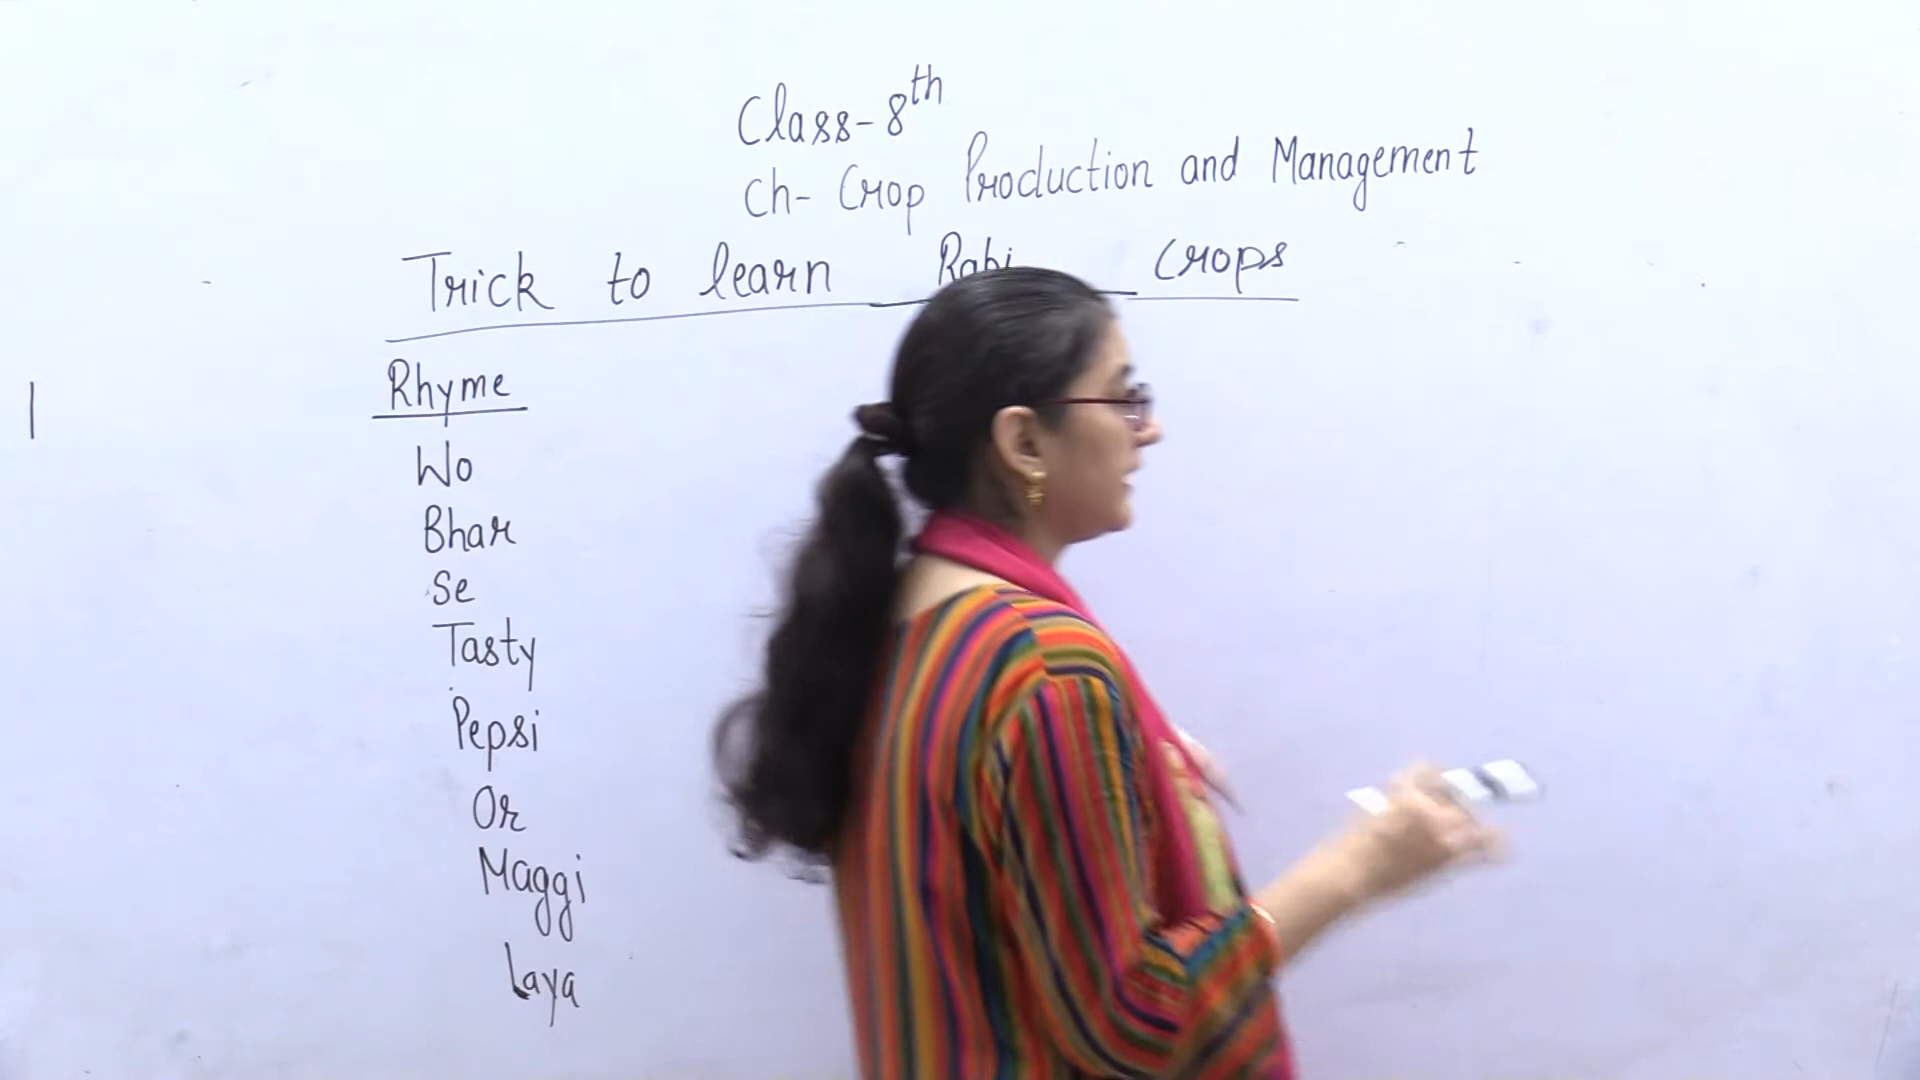 Class-8th
Ch- Crop Production and Management
Trick to learn Rabi Crops
Rhyme
Wo
Bhar
Se
Tasty
Pepsi
Or
Maggi
Laya